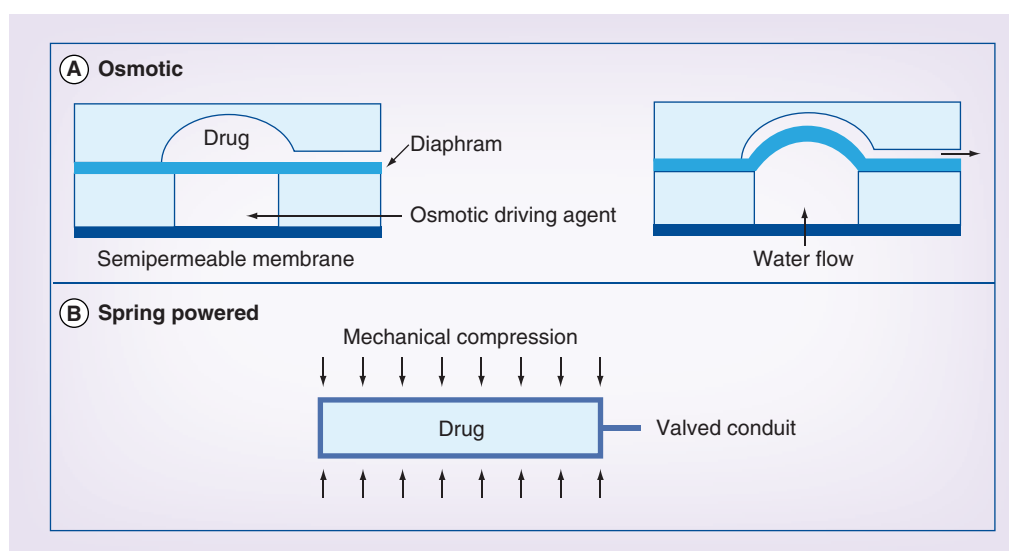 A Osmotic
Drug
Diaphram
Osmotic driving agent
Semipermeable membrane
Water flow
B Spring powered
Mechanical compression
Drug
Valved conduit